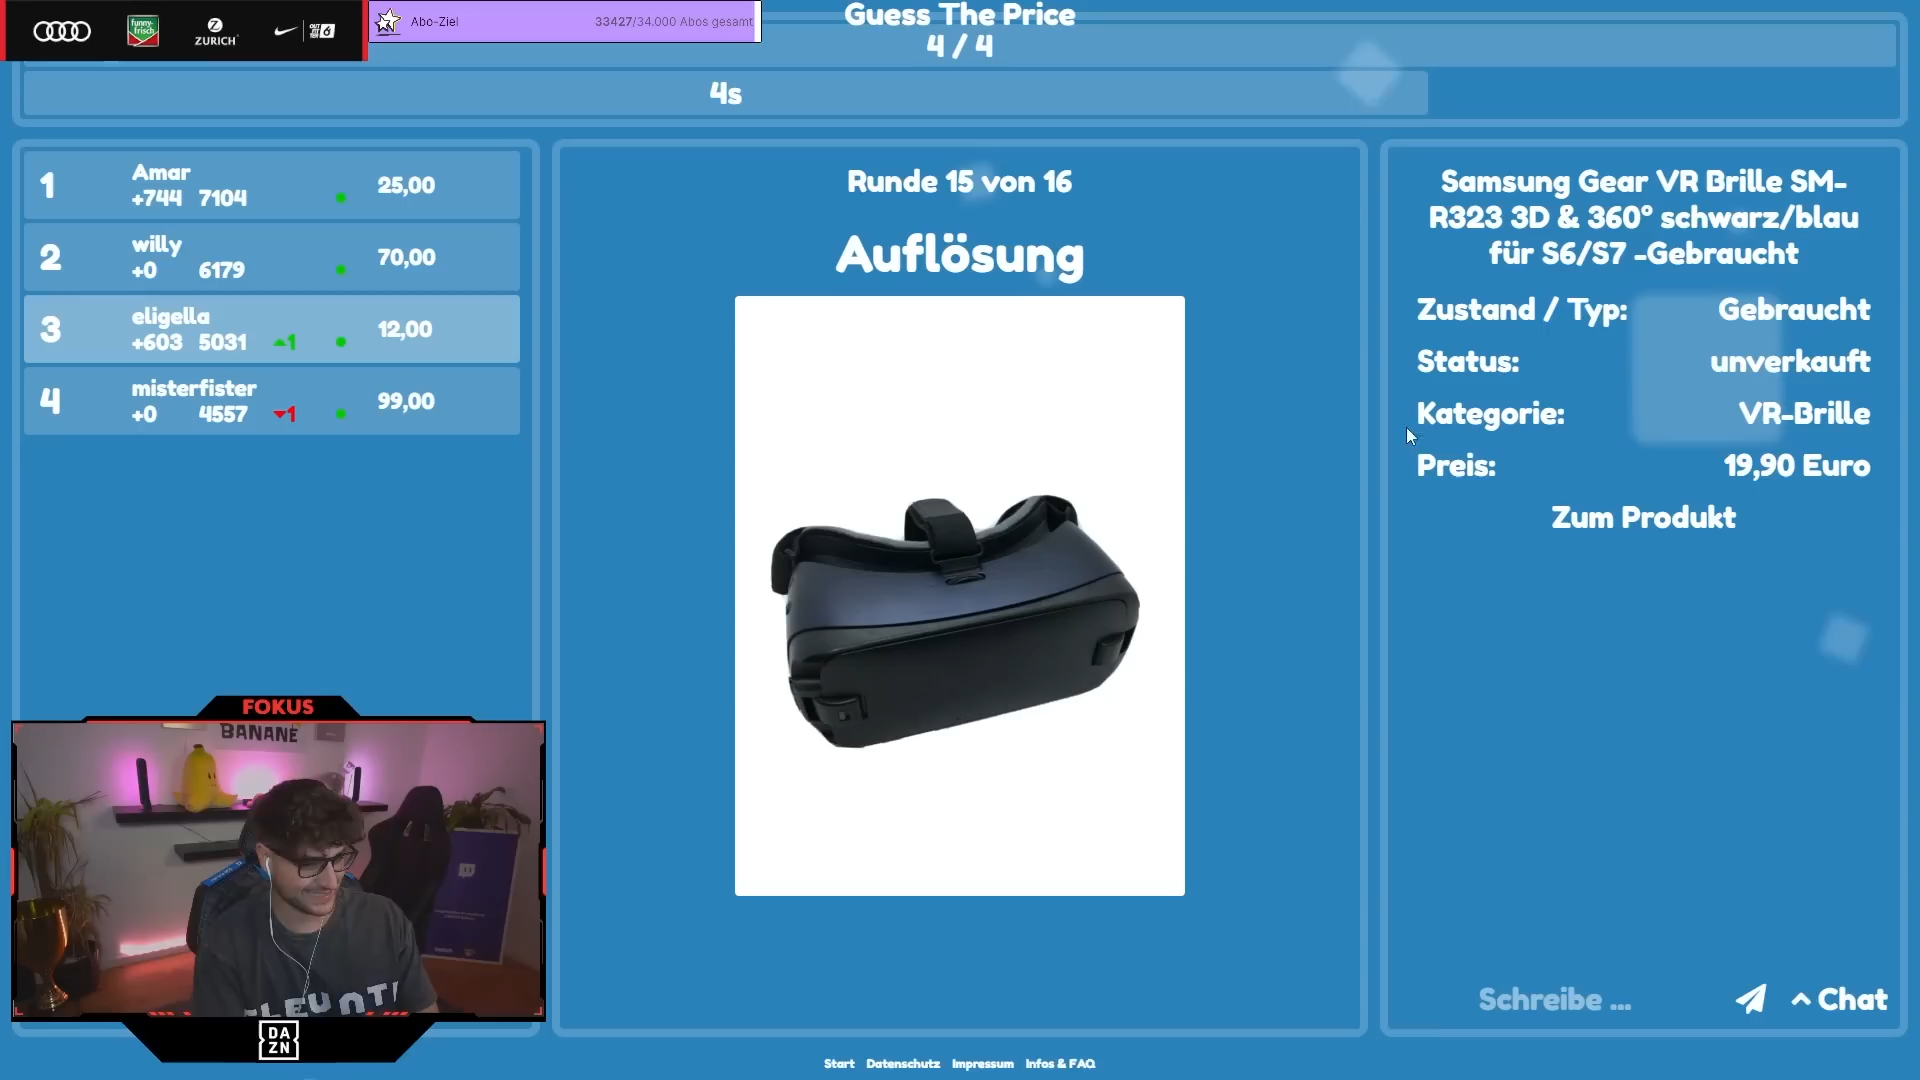 funny-frisch
ZURICH
Abo-Ziel
33427/34.000 Abos gesamt
Guess The Price
4 / 4
4s
1
Amar
+744 7104
25,00
2
willy
+0 6179
70,00
3
eligella
+603 5031 1
12,00
4
misterfister
+0 4557 1
99,00
Runde 15 von 16
Auflösung
Samsung Gear VR Brille SM-
R323 3D & 360° schwarz/blau
für S6/S7 -Gebraucht
Zustand / Typ: Gebraucht
Status: unverkauft
Kategorie: VR-Brille
Preis: 19,90 Euro
Zum Produkt
FOKUS
BANANE
DA
ZN
Schreibe ...
Chat
Start Datenschutz Impressum Infos & FAQ